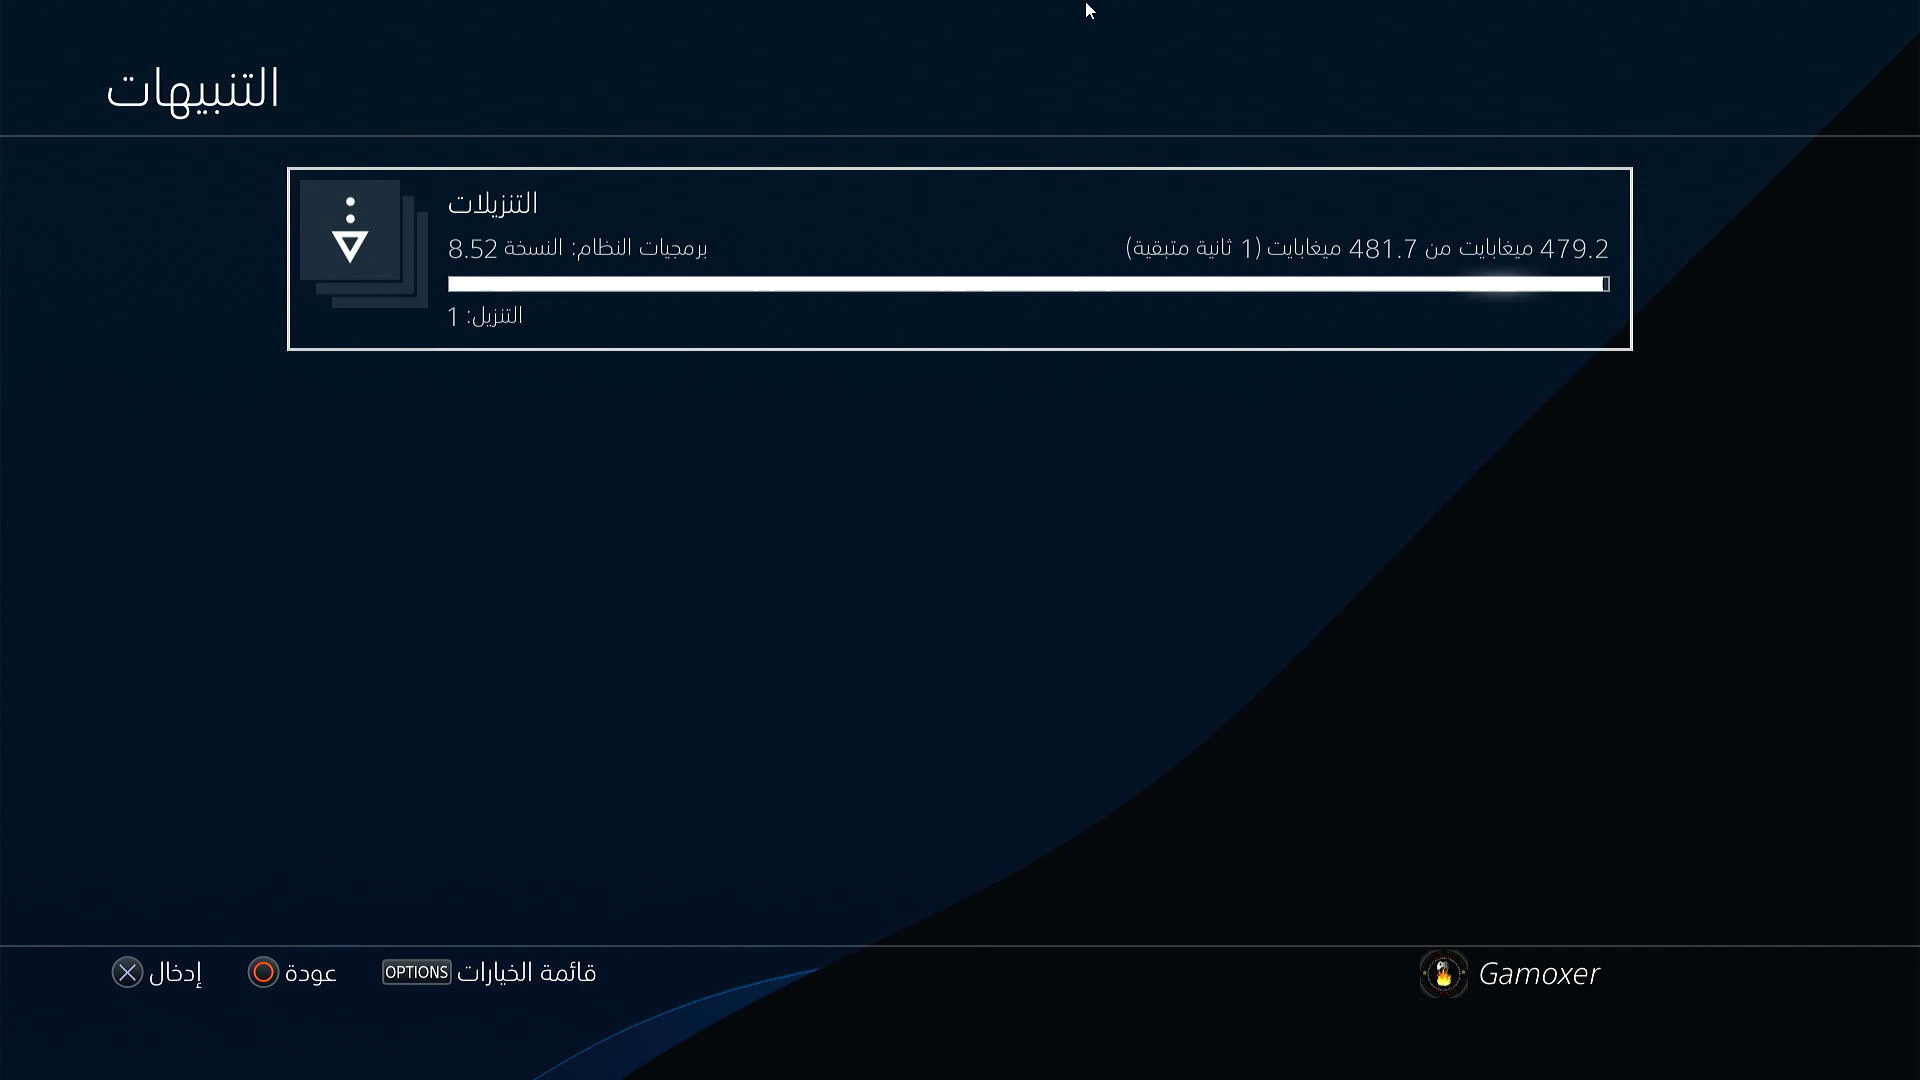 التنبيهات
التنزيلات
برمجيات النظام: النسخة 8.52
479.2 ميغابايت من 481.7 ميغابايت (1 ثانية متبقية)
التنزيل: 1
إدخال
عودة
OPTIONS قائمة الخيارات
Gamoxer